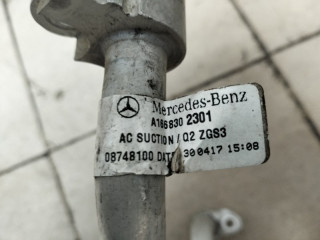 Mercedes-Benz
A166 830 2301
AC SUCTION / Q2 ZGS3
08748100 DAT 300417 15:08